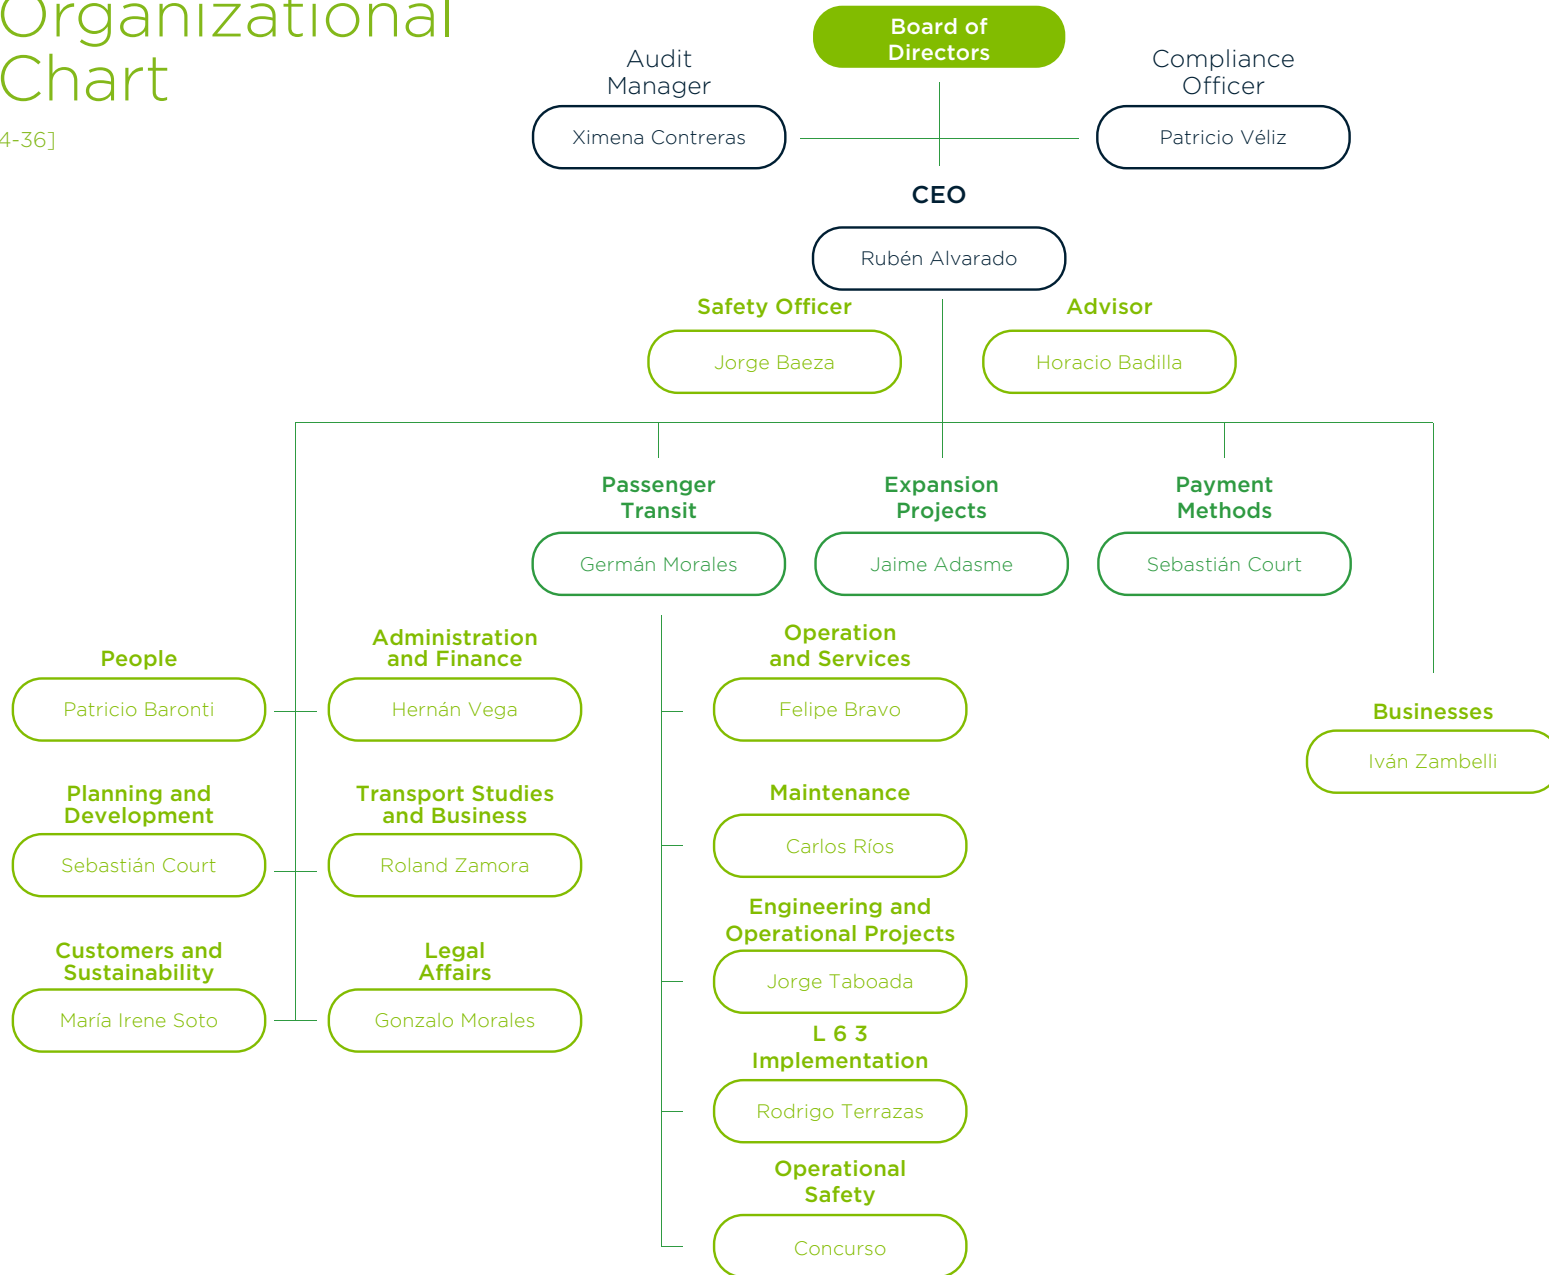 Organizational
Chart
4-36]
Board of
Directors
Audit
Manager
Ximena Contreras
Compliance
Officer
Patricio Véliz
CEO
Rubén Alvarado
Safety Officer
Jorge Baeza
Advisor
Horacio Badilla
Passenger
Transit
Germán Morales
Expansion
Projects
Jaime Adasme
Payment
Methods
Sebastián Court
People
Patricio Baronti
Administration
and Finance
Hernán Vega
Planning and
Development
Sebastián Court
Transport Studies
and Business
Roland Zamora
Customers and
Sustainability
María Irene Soto
Legal
Affairs
Gonzalo Morales
Operation
and Services
Felipe Bravo
Maintenance
Carlos Ríos
Engineering and
Operational Projects
Jorge Taboada
L 6 3
Implementation
Rodrigo Terrazas
Operational
Safety
Concurso
Businesses
Iván Zambelli